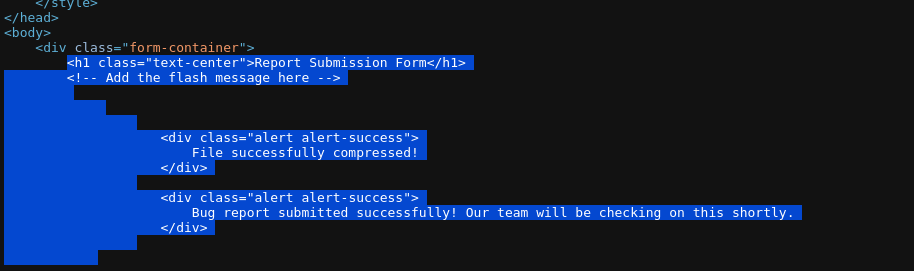 </style>
</head>
<body>
<div class="form-container">
<h1 class="text-center">Report Submission Form</h1>
<!-- Add the flash message here -->
<div class="alert alert-success">
File successfully compressed!
</div>
<div class="alert alert-success">
Bug report submitted successfully! Our team will be checking on this shortly.
</div>